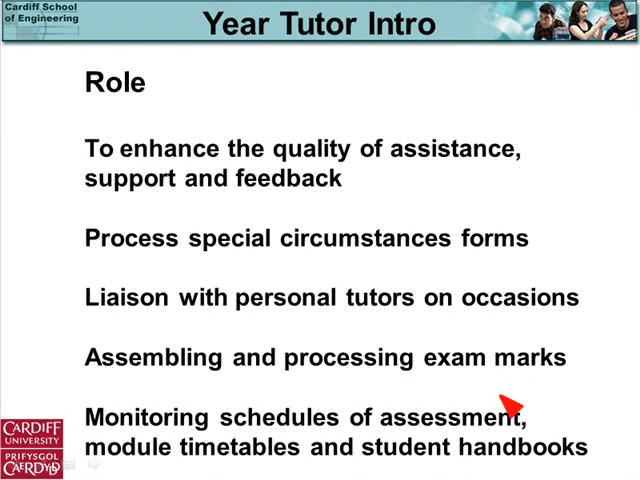 Cardiff School
of Engineering
Year Tutor Intro
Role
To enhance the quality of assistance,
support and feedback
Process special circumstances forms
Liaison with personal tutors on occasions
Assembling and processing exam marks
Monitoring schedules of assessment,
module timetables and student handbooks
CARDIFF
UNIVERSITY
PRIFYSGOL
CAERDYDD